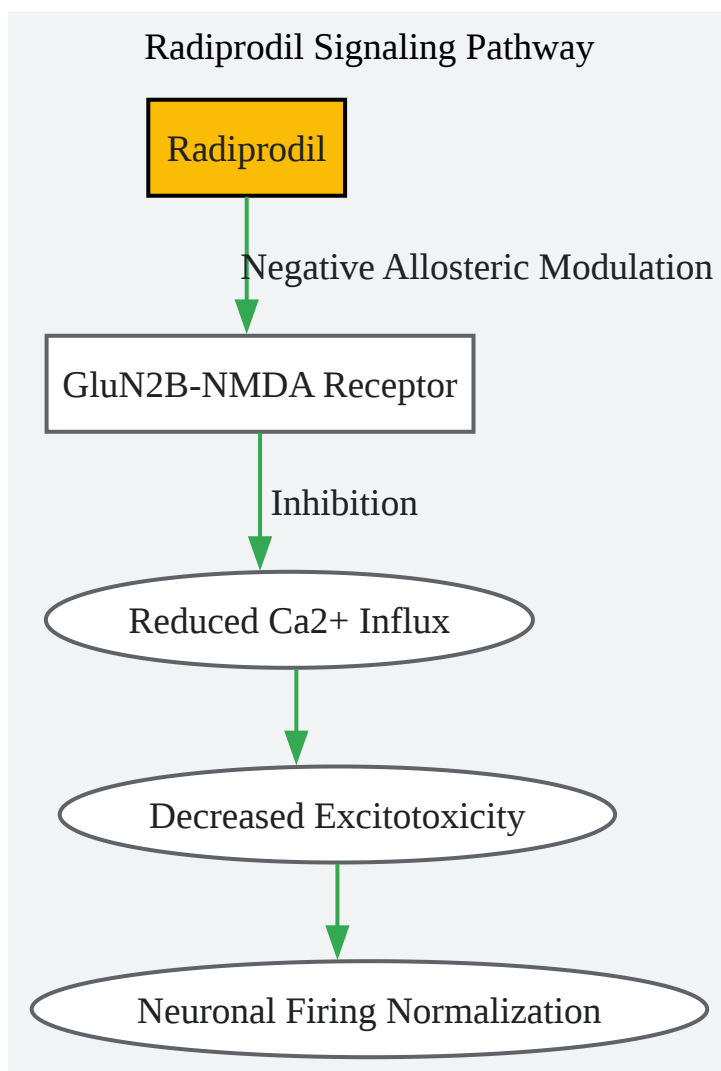 Radiprodil Signaling Pathway
Radiprodil
Negative Allosteric Modulation
GluN2B-NMDA Receptor
Inhibition
Reduced Ca2+ Influx
Decreased Excitotoxicity
Neuronal Firing Normalization